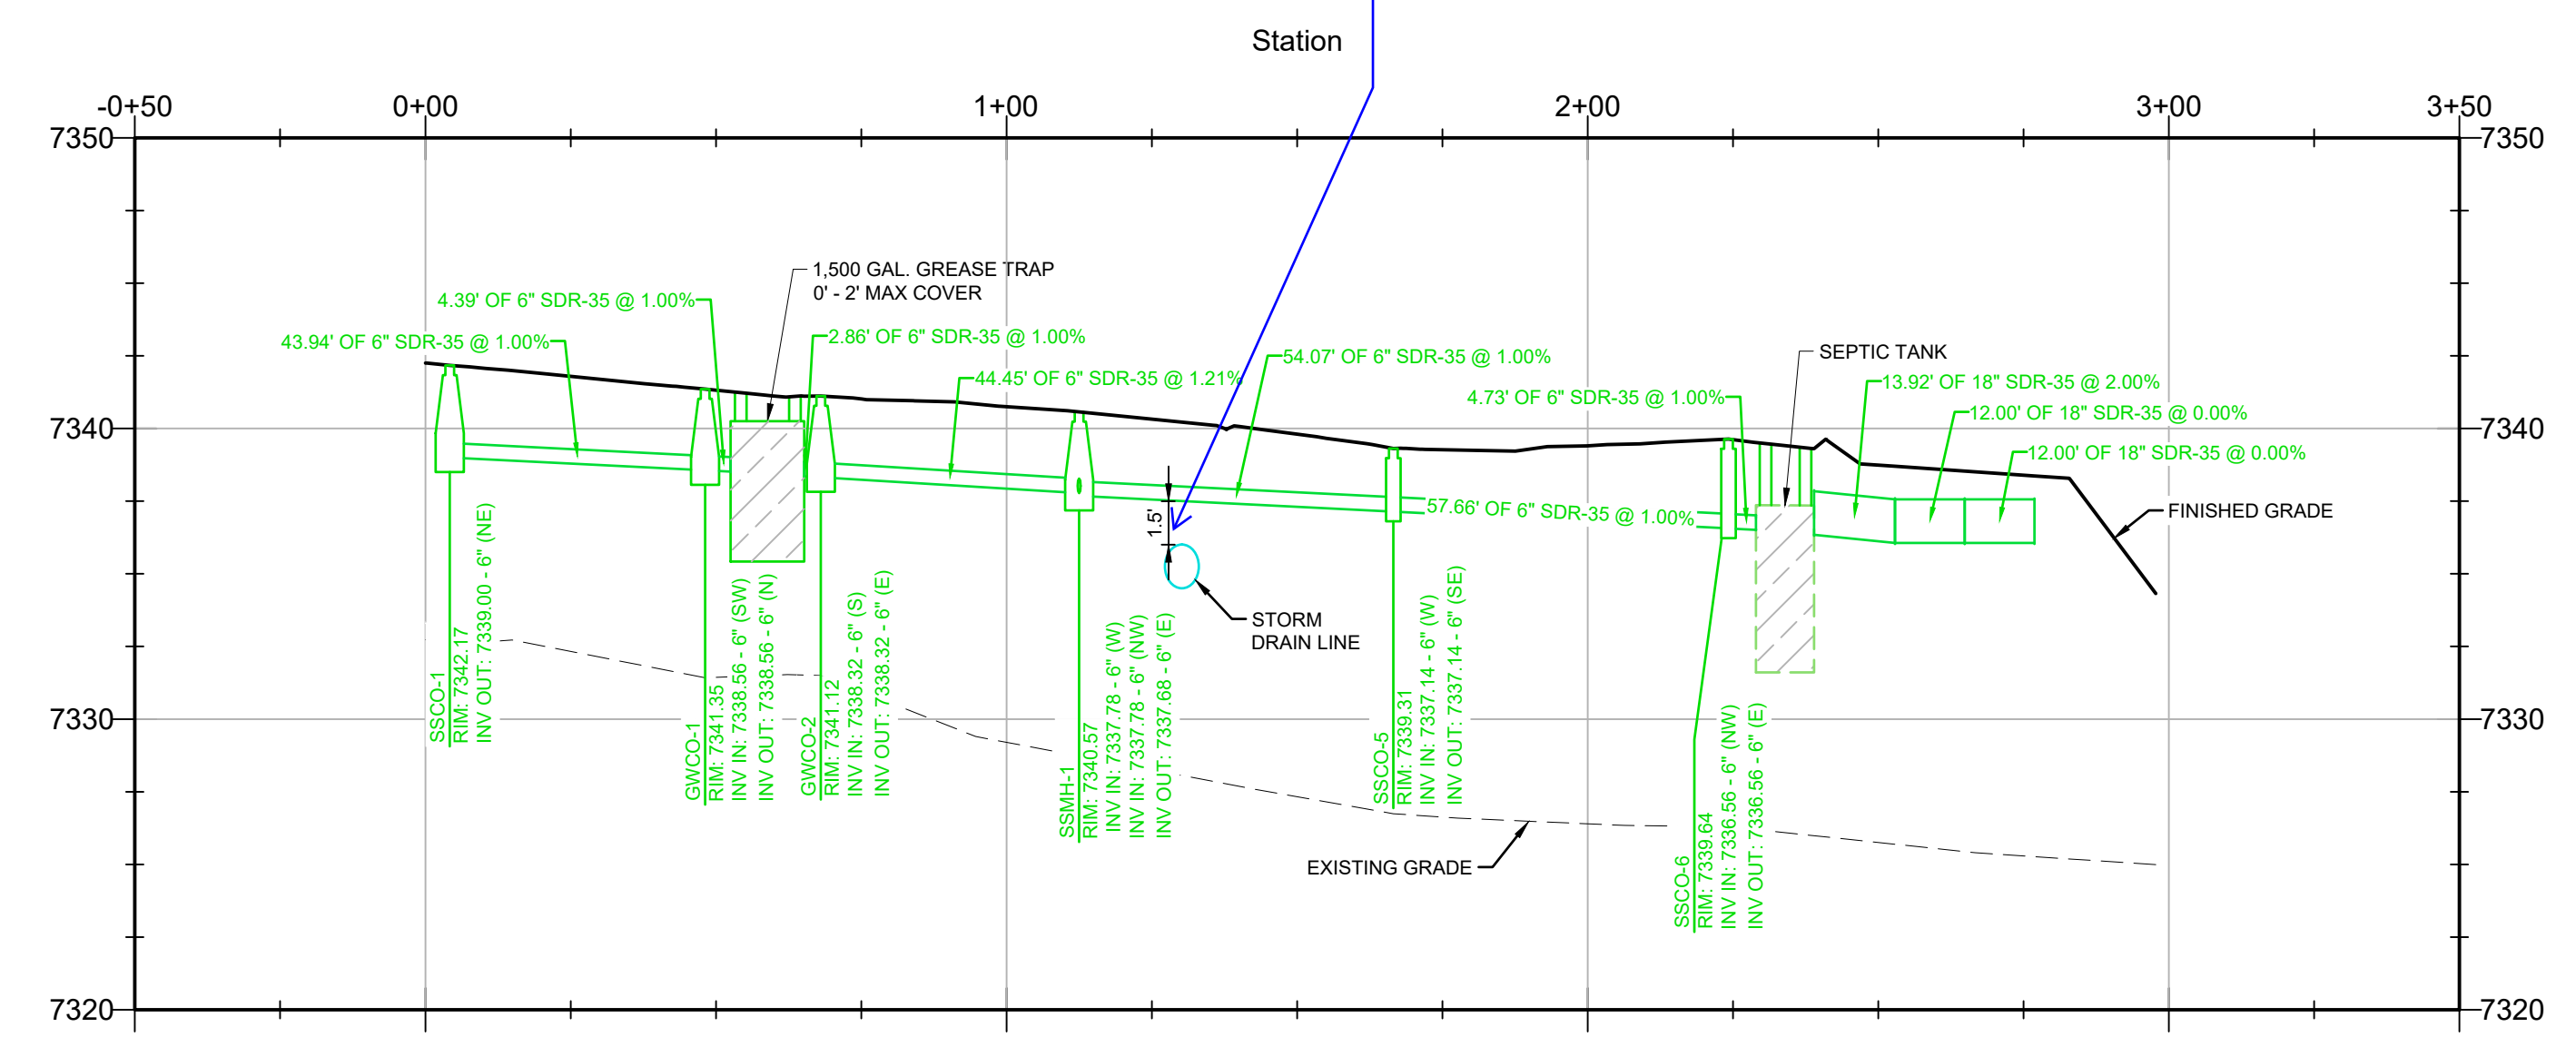 Station
-0+50
0+00
1+00
2+00
3+00
3+50
7350
7350
1,500 GAL. GREASE TRAP
0' - 2' MAX COVER
4.39' OF 6" SDR-35 @ 1.00%
43.94' OF 6" SDR-35 @ 1.00%
2.86' OF 6" SDR-35 @ 1.00%
44.45' OF 6" SDR-35 @ 1.21%
54.07' OF 6" SDR-35 @ 1.00%
SEPTIC TANK
4.73' OF 6" SDR-35 @ 1.00%
13.92' OF 18" SDR-35 @ 2.00%
12.00' OF 18" SDR-35 @ 0.00%
12.00' OF 18" SDR-35 @ 0.00%
7340
7340
57.66' OF 6" SDR-35 @ 1.00%
FINISHED GRADE
1.5'
STORM
DRAIN LINE
SSCO-1
RIM: 7342.17
INV OUT: 7339.00 - 6" (NE)
GWCO-1
RIM: 7341.35
INV IN: 7338.56 - 6" (SW)
INV OUT: 7338.56 - 6" (N)
GWCO-2
RIM: 7341.12
INV IN: 7338.32 - 6" (S)
INV OUT: 7338.32 - 6" (E)
SSMH-1
RIM: 7340.57
INV IN: 7337.78 - 6" (W)
INV IN: 7337.78 - 6" (NW)
INV OUT: 7337.68 - 6" (E)
SSCO-5
RIM: 7339.31
INV IN: 7337.14 - 6" (W)
INV OUT: 7337.14 - 6" (SE)
SSCO-6
RIM: 7339.64
INV IN: 7336.56 - 6" (NW)
INV OUT: 7336.56 - 6" (E)
7330
7330
EXISTING GRADE
7320
7320